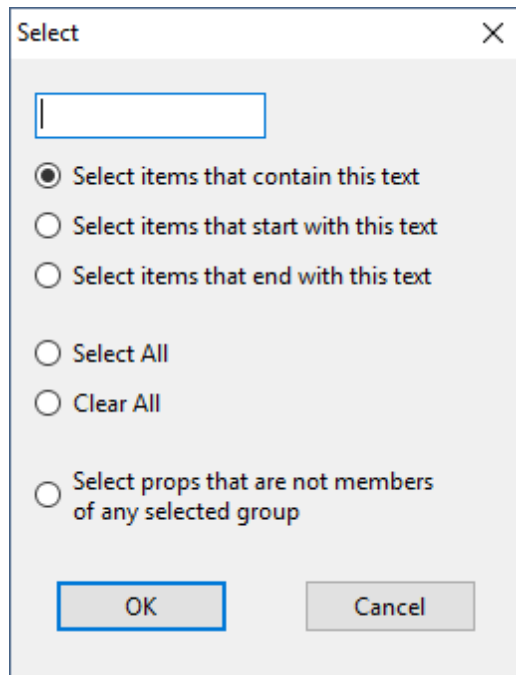 Select
Select items that contain this text
Select items that start with this text
Select items that end with this text
Select All
Clear All
Select props that are not members
of any selected group
OK
Cancel